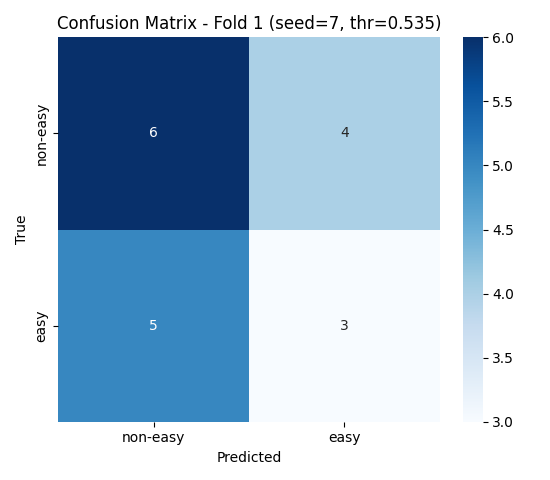 Confusion Matrix - Fold 1 (seed=7, thr=0.535)
True
non-easy
easy
6
4
5
3
non-easy
easy
Predicted
6.0
5.5
5.0
4.5
4.0
3.5
3.0